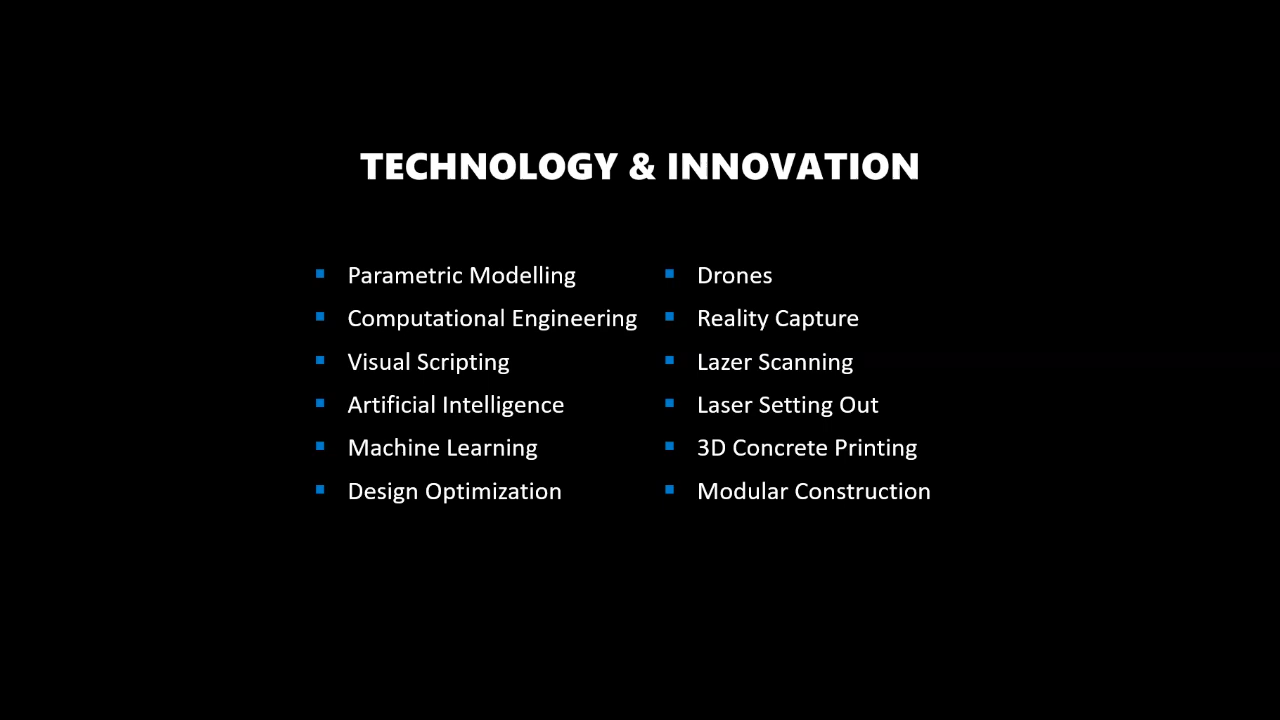 TECHNOLOGY & INNOVATION
Parametric Modelling
Computational Engineering
Visual Scripting
Artificial Intelligence
Machine Learning
Design Optimization
Drones
Reality Capture
Lazer Scanning
Laser Setting Out
3D Concrete Printing
Modular Construction